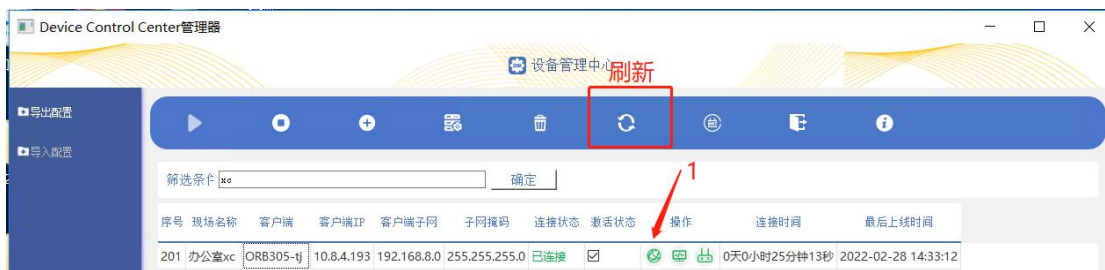 Device Control Center管理器
设备管理中心
刷新
导出配置
导入配置
1
筛选条件 xc 确定
序号 现场名称 客户端 客户端IP 客户端子网 子网掩码 连接状态 激活状态 操作 连接时间 最后上线时间
201 办公室xc ORB305-tj 10.8.4.193 192.168.8.0 255.255.255.0 已连接 0天0小时25分钟13秒 2022-02-28 14:33:12